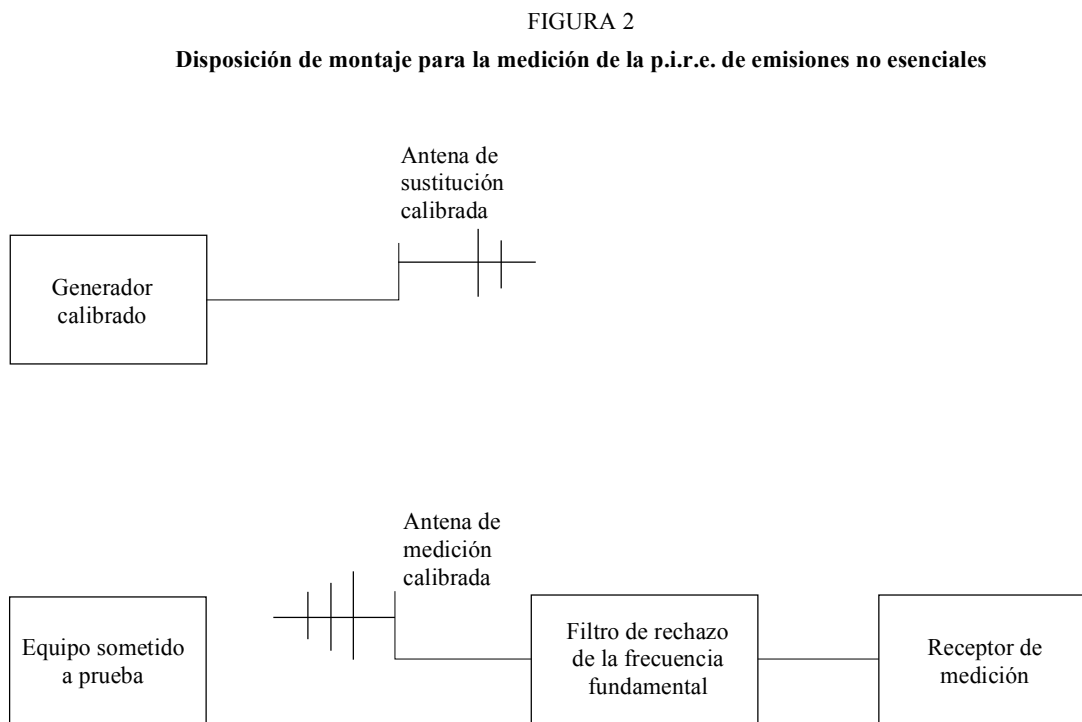 FIGURA 2
Disposición de montaje para la medición de la p.i.r.e. de emisiones no esenciales
Antena de
sustitución
calibrada
Generador
calibrado
Antena de
medición
calibrada
Equipo sometido
a prueba
Filtro de rechazo
de la frecuencia
fundamental
Receptor de
medición